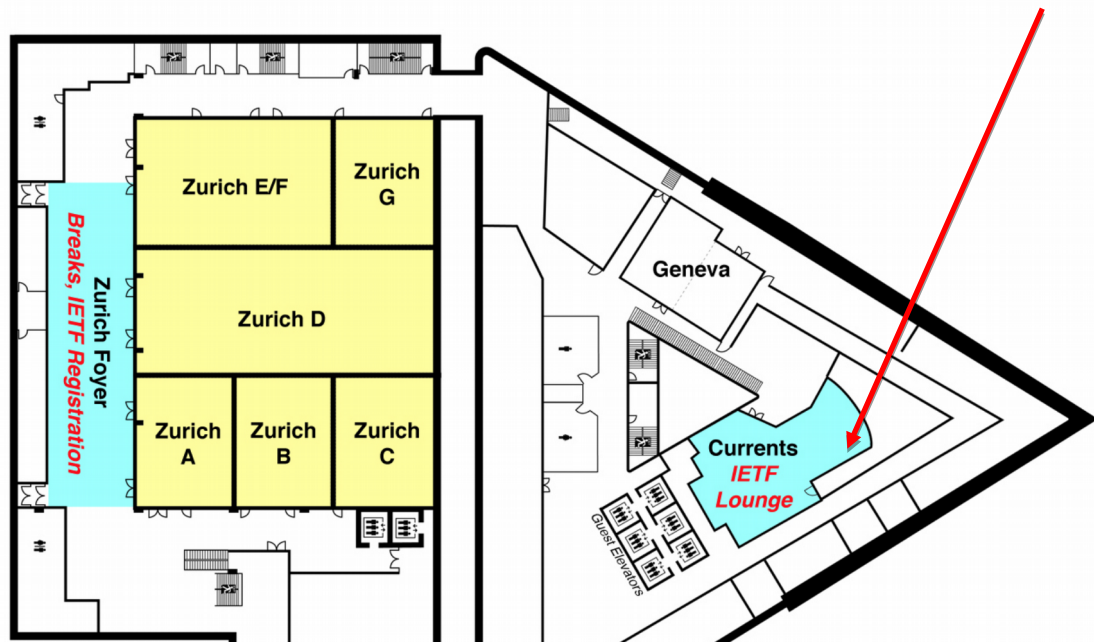 Zurich E/F
Zurich
G
Zurich Foyer
Breaks, IETF Registration
Zurich D
Geneva
Zurich
A
Zurich
B
Zurich
C
Currents
IETF
Lounge
Guest Elevators